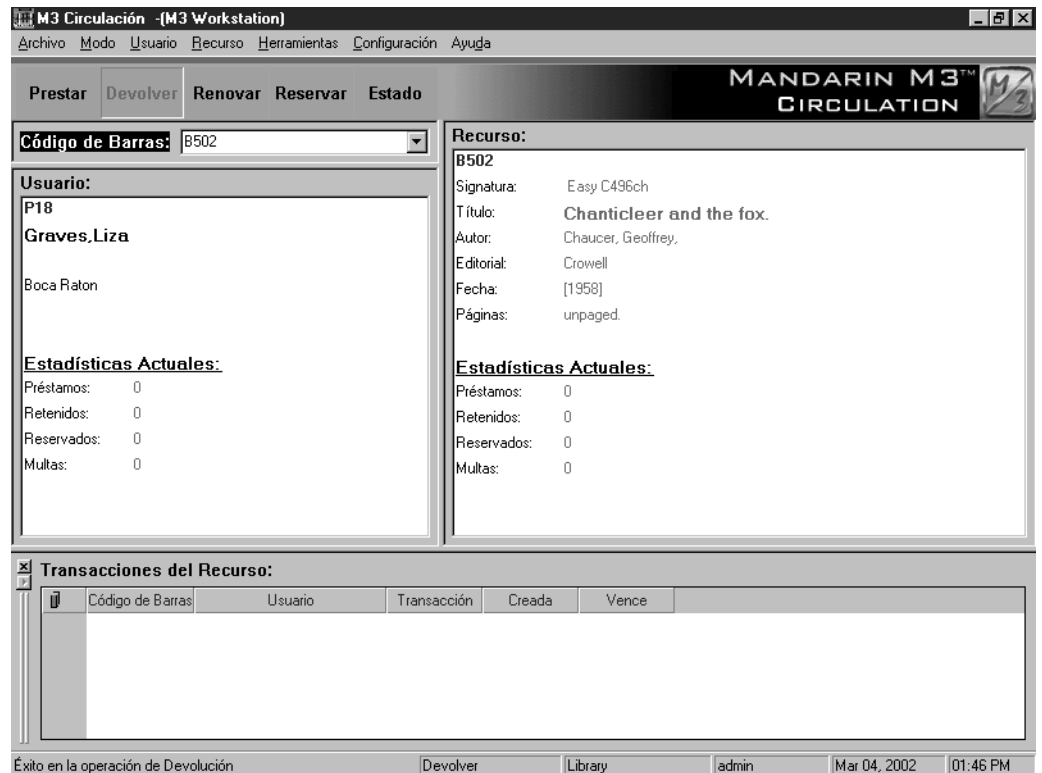 M3 Circulación -(M3 Workstation)
Archivo Modo Usuario Recurso Herramientas Configuración Ayuda
Prestar Devolver Renovar Reservar Estado
MANDARIN M3™
CIRCULATION
M3
Código de Barras: B502
Usuario:
P18
Graves,Liza
Boca Raton
Estadísticas Actuales:
Préstamos: 0
Retenidos: 0
Reservados: 0
Multas: 0
Recurso:
B502
Signatura: Easy C496ch
Título: Chanticleer and the fox.
Autor: Chaucer, Geoffrey,
Editorial: Crowell
Fecha: [1958]
Páginas: unpaged.
Estadísticas Actuales:
Préstamos: 0
Retenidos: 0
Reservados: 0
Multas: 0
Transacciones del Recurso:
Código de Barras Usuario Transacción Creada Vence
Éxito en la operación de Devolución Devolver Library admin Mar 04, 2002 01:46 PM